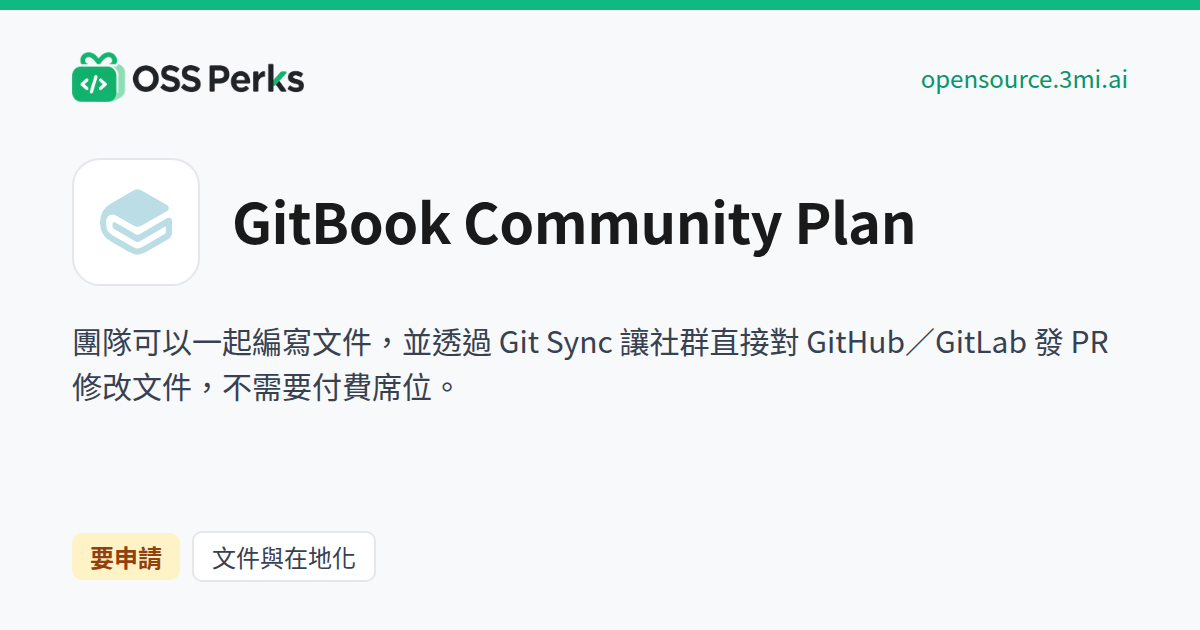 </> OSS Perks
opensource.3mi.ai
GitBook Community Plan
團隊可以一起編寫文件，並透過 Git Sync 讓社群直接對 GitHub／GitLab 發 PR
修改文件，不需要付費席位。
要申請
文件與在地化